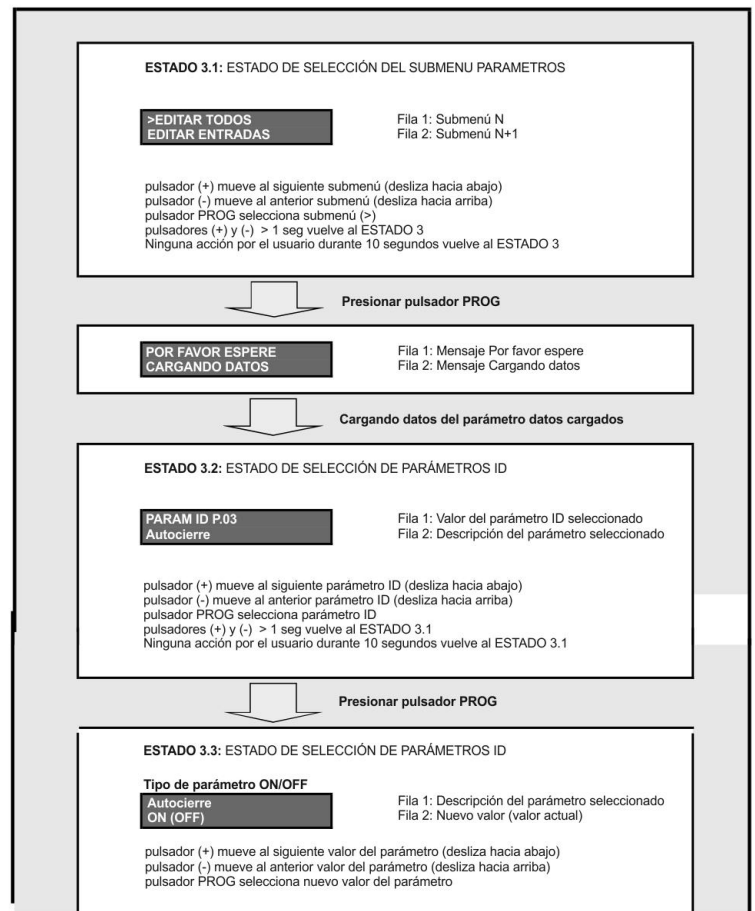 ESTADO 3.1: ESTADO DE SELECCIÓN DEL SUBMENU PARAMETROS
>EDITAR TODOS
EDITAR ENTRADAS
Fila 1: Submenú N
Fila 2: Submenú N+1
pulsador (+) mueve al siguiente submenú (desliza hacia abajo)
pulsador (-) mueve al anterior submenú (desliza hacia arriba)
pulsador PROG selecciona submenú (>)
pulsadores (+) y (-) > 1 seg vuelve al ESTADO 3
Ninguna acción por el usuario durante 10 segundos vuelve al ESTADO 3
Presionar pulsador PROG
POR FAVOR ESPERE
CARGANDO DATOS
Fila 1: Mensaje Por favor espere
Fila 2: Mensaje Cargando datos
Cargando datos del parámetro datos cargados
ESTADO 3.2: ESTADO DE SELECCIÓN DE PARÁMETROS ID
PARAM ID P.03
Autocierre
Fila 1: Valor del parámetro ID seleccionado
Fila 2: Descripción del parámetro seleccionado
pulsador (+) mueve al siguiente parámetro ID (desliza hacia abajo)
pulsador (-) mueve al anterior parámetro ID (desliza hacia arriba)
pulsador PROG selecciona parámetro ID
pulsadores (+) y (-) > 1 seg vuelve al ESTADO 3.1
Ninguna acción por el usuario durante 10 segundos vuelve al ESTADO 3.1
Presionar pulsador PROG
ESTADO 3.3: ESTADO DE SELECCIÓN DE PARÁMETROS ID
Tipo de parámetro ON/OFF
Autocierre
ON (OFF)
Fila 1: Descripción del parámetro seleccionado
Fila 2: Nuevo valor (valor actual)
pulsador (+) mueve al siguiente valor del parámetro (desliza hacia abajo)
pulsador (-) mueve al anterior valor del parámetro (desliza hacia arriba)
pulsador PROG selecciona nuevo valor del parámetro